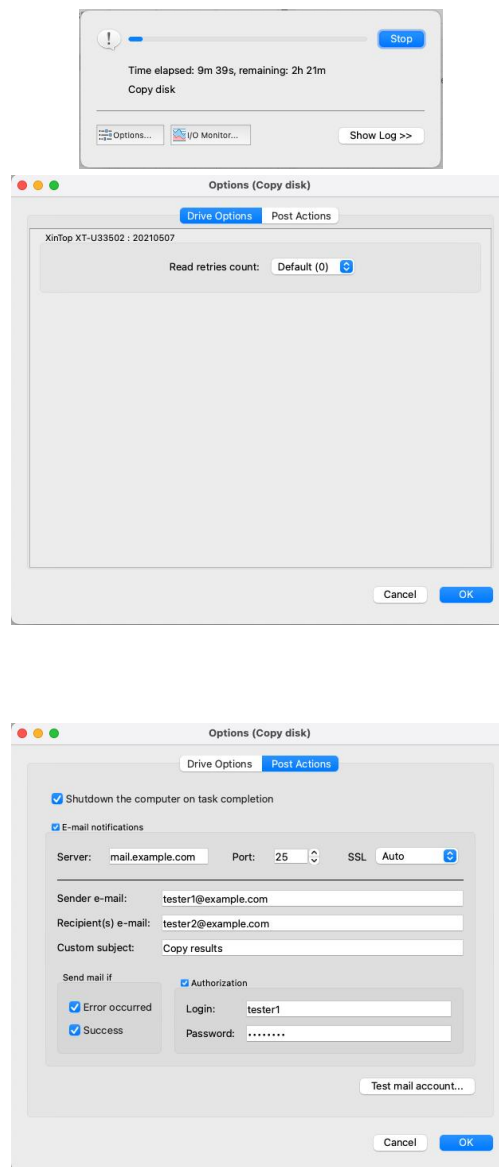 Stop
Time elapsed: 9m 39s, remaining: 2h 21m
Copy disk
Options... I/O Monitor... Show Log >>
Options (Copy disk)
Drive Options Post Actions
XinTop XT-U33502 : 20210507
Read retries count: Default (0)
Cancel OK
Options (Copy disk)
Drive Options Post Actions
Shutdown the computer on task completion
E-mail notifications
Server: mail.example.com Port: 25 SSL Auto
Sender e-mail: tester1@example.com
Recipient(s) e-mail: tester2@example.com
Custom subject: Copy results
Send mail if
Authorization
Error occurred
Login: tester1
Success
Password: ••••••••
Test mail account...
Cancel OK